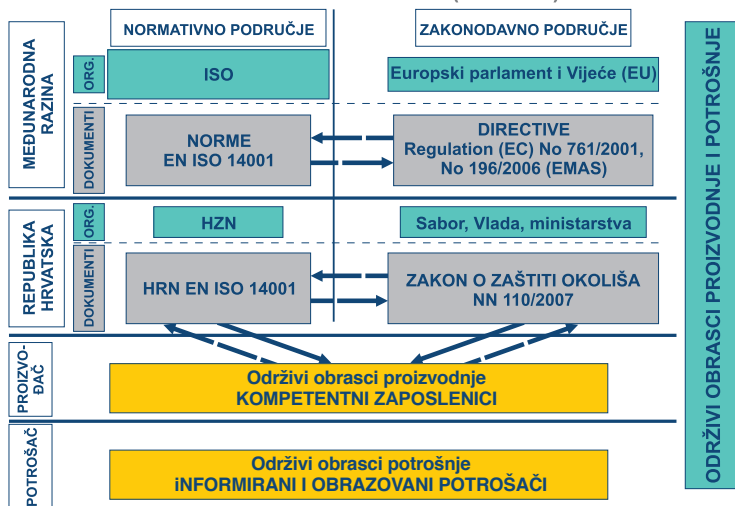 NORMATIVNO PODRUČJE
ZAKONODAVNO PODRUČJE
MEĐUNARODNA
RAZINA
ORG.
ISO
Europski parlament i Vijeće (EU)
DOKUMENTI
NORME
EN ISO 14001
DIRECTIVE
Regulation (EC) No 761/2001,
No 196/2006 (EMAS)
REPUBLIKA
HRVATSKA
ORG.
HZN
Sabor, Vlada, ministarstva
DOKUMENTI
HRN EN ISO 14001
ZAKON O ZAŠTITI OKOLIŠA
NN 110/2007
PROIZVO-
ĐAČ
Održivi obrasci proizvodnje
KOMPETENTNI ZAPOSLENICI
POTROŠAČ
Održivi obrasci potrošnje
iNFORMIRANI I OBRAZOVANI POTROŠAČI
ODRŽIVI OBRASCI PROIZVODNJE I POTROŠNJE